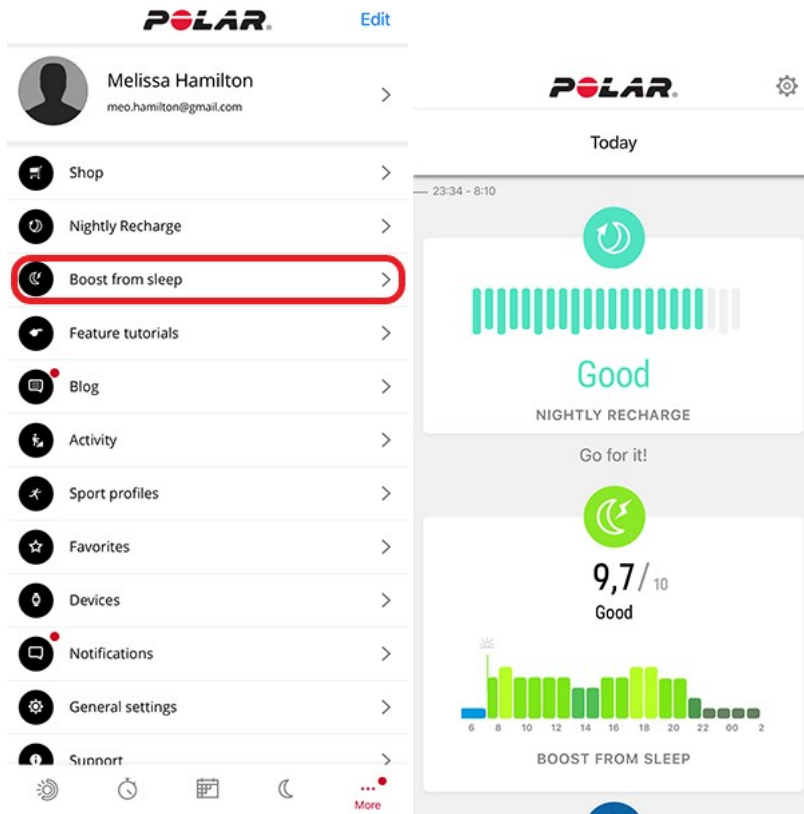 POLAR.
Edit
Melissa Hamilton
meo.hamilton@gmail.com
Shop
Nightly Recharge
Boost from sleep
Feature tutorials
Blog
Activity
Sport profiles
Favorites
Devices
Notifications
General settings
Support
More
POLAR.
Today
23:34 - 8:10
Good
NIGHTLY RECHARGE
Go for it!
9,7/10
Good
6 8 10 12 14 16 18 20 22 00 2
BOOST FROM SLEEP